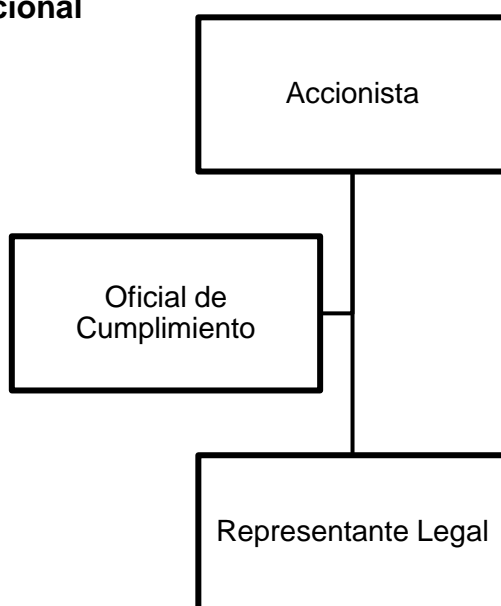 cional
Accionista
Oficial de
Cumplimiento
Representante Legal